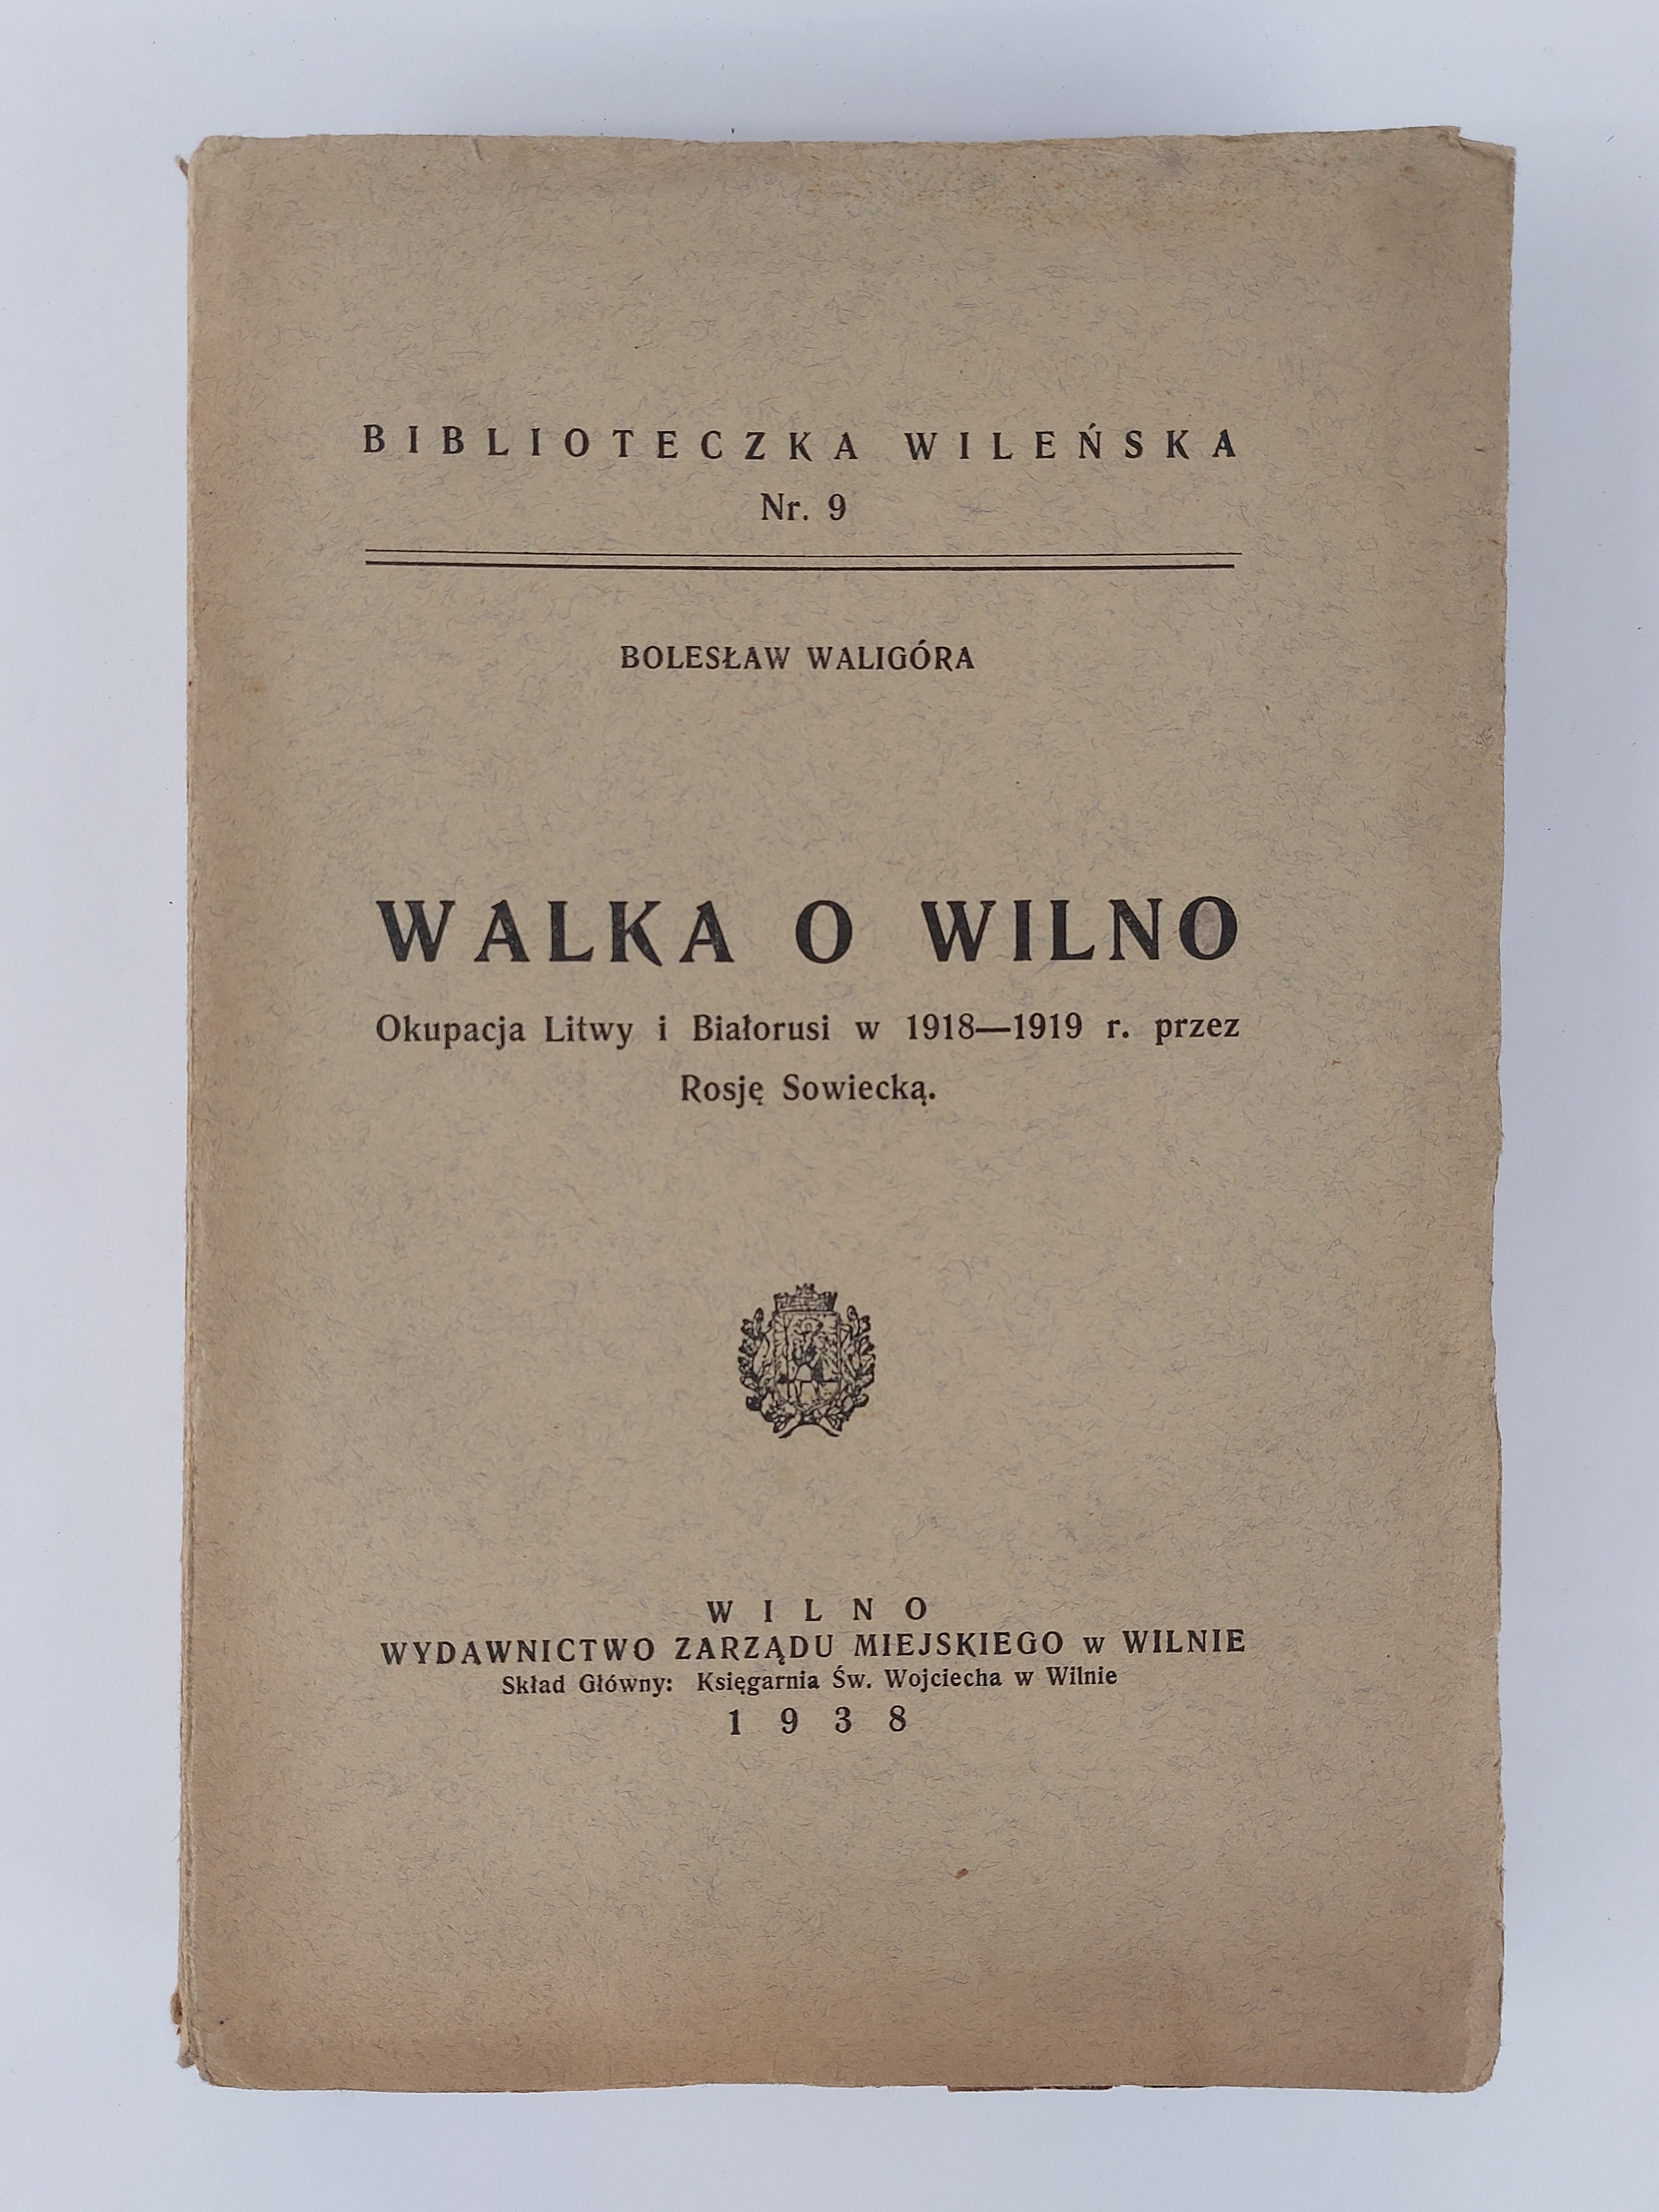 BIBLIOTECZKA WILEŃSKA
Nr. 9
BOLESŁAW WALIGÓRA
WALKA O WILNO
Okupacja Litwy i Białorusi w 1918—1919 r. przez
Rosję Sowiecką.
WILNO
WYDAWNICTWO ZARZĄDU MIEJSKIEGO w WILNIE
Skład Główny: Księgarnia Św. Wojciecha w Wilnie
1938